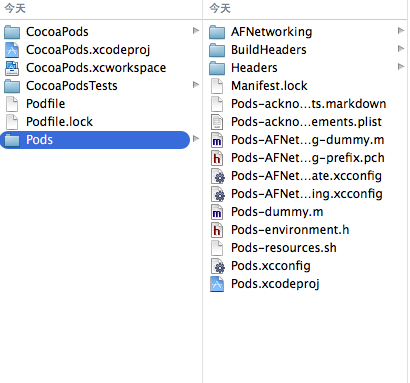 今天
CocoaPods
CocoaPods.xcodeproj
CocoaPods.xcworkspace
CocoaPodsTests
Podfile
Podfile.lock
Pods
今天
AFNetworking
BuildHeaders
Headers
Manifest.lock
Pods-ackno...ts.markdown
Pods-ackno...ements.plist
Pods-AFNe...g-dummy.m
Pods-AFNet...g-prefix.pch
Pods-AFNet...ate.xcconfig
Pods-AFNet...ing.xcconfig
Pods-dummy.m
Pods-environment.h
Pods-resources.sh
Pods.xcconfig
Pods.xcodeproj